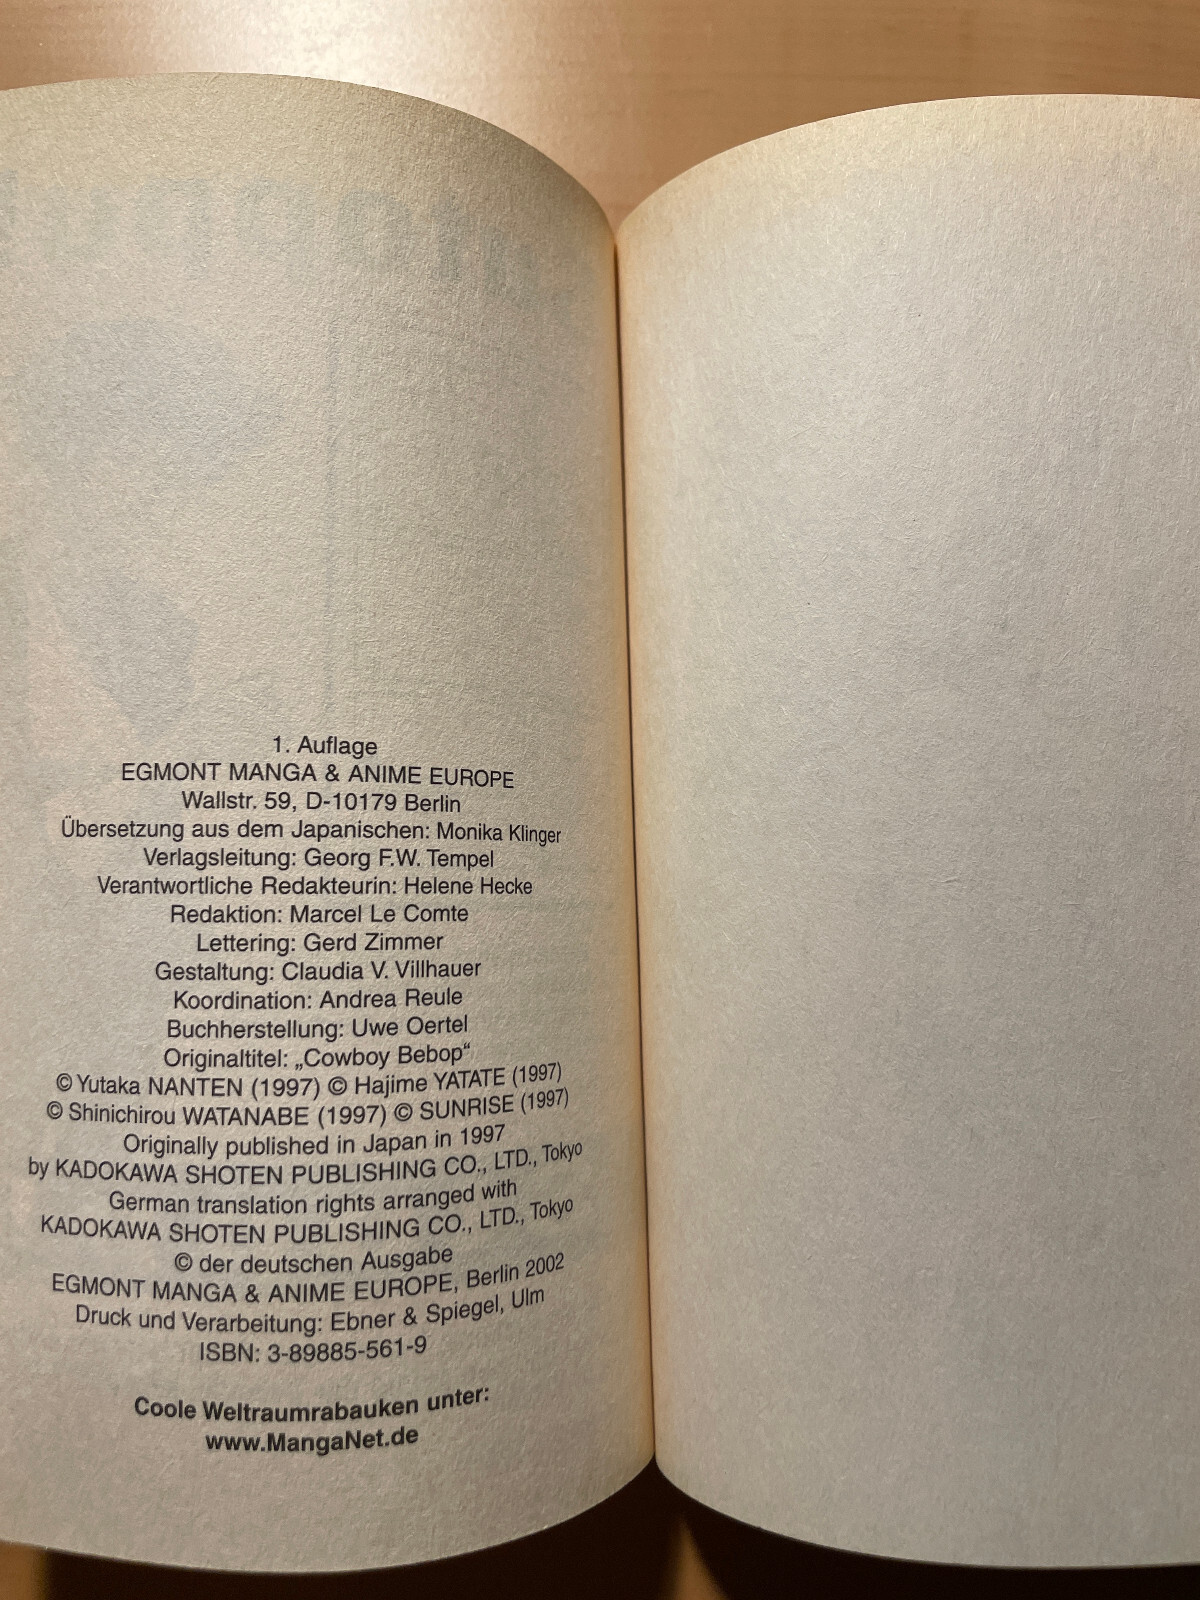 1. Auflage
EGMONT MANGA & ANIME EUROPE
Wallstr. 59, D-10179 Berlin
Übersetzung aus dem Japanischen: Monika Klinger
Verlagsleitung: Georg F.W. Tempel
Verantwortliche Redakteurin: Helene Hecke
Redaktion: Marcel Le Comte
Lettering: Gerd Zimmer
Gestaltung: Claudia V. Villhauer
Koordination: Andrea Reule
Buchherstellung: Uwe Oertel
Originaltitel: „Cowboy Bebop“
© Yutaka NANTEN (1997) © Hajime YATATE (1997)
© Shinichirou WATANABE (1997) © SUNRISE (1997)
Originally published in Japan in 1997
by KADOKAWA SHOTEN PUBLISHING CO., LTD., Tokyo
German translation rights arranged with
KADOKAWA SHOTEN PUBLISHING CO., LTD., Tokyo
© der deutschen Ausgabe
EGMONT MANGA & ANIME EUROPE, Berlin 2002
Druck und Verarbeitung: Ebner & Spiegel, Ulm
ISBN: 3-89885-561-9
Coole Weltraumrabauken unter:
www.MangaNet.de